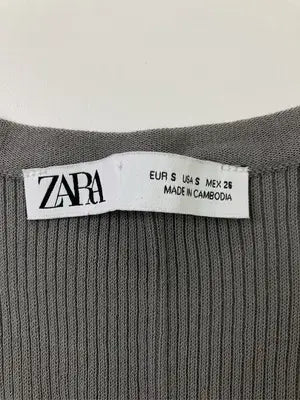 ZARA
EUR S USA S MEX 26
MADE IN CAMBODIA